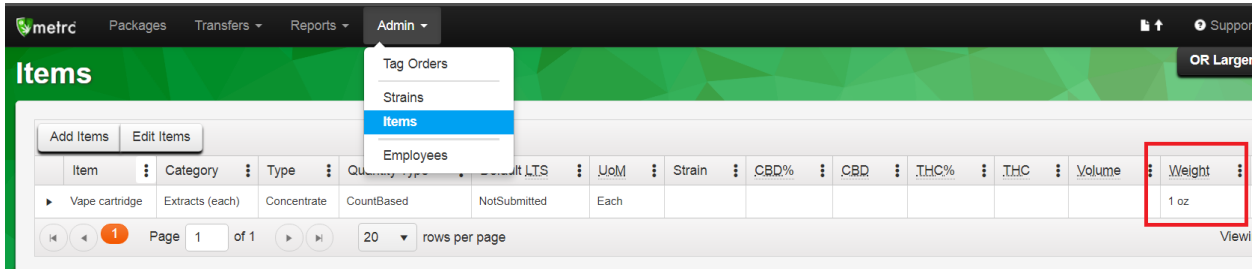 metrc Packages Transfers Reports Admin Suppor
Items OR Larger
Tag Orders
Strains
Items
Employees
Add Items Edit Items
Item Category Type Quantity Type Default LTS UoM Strain CBD% CBD THC% THC Volume Weight
Vape cartridge Extracts (each) Concentrate CountBased NotSubmitted Each 1 oz
1 Page 1 of 1 20 rows per page Viewi